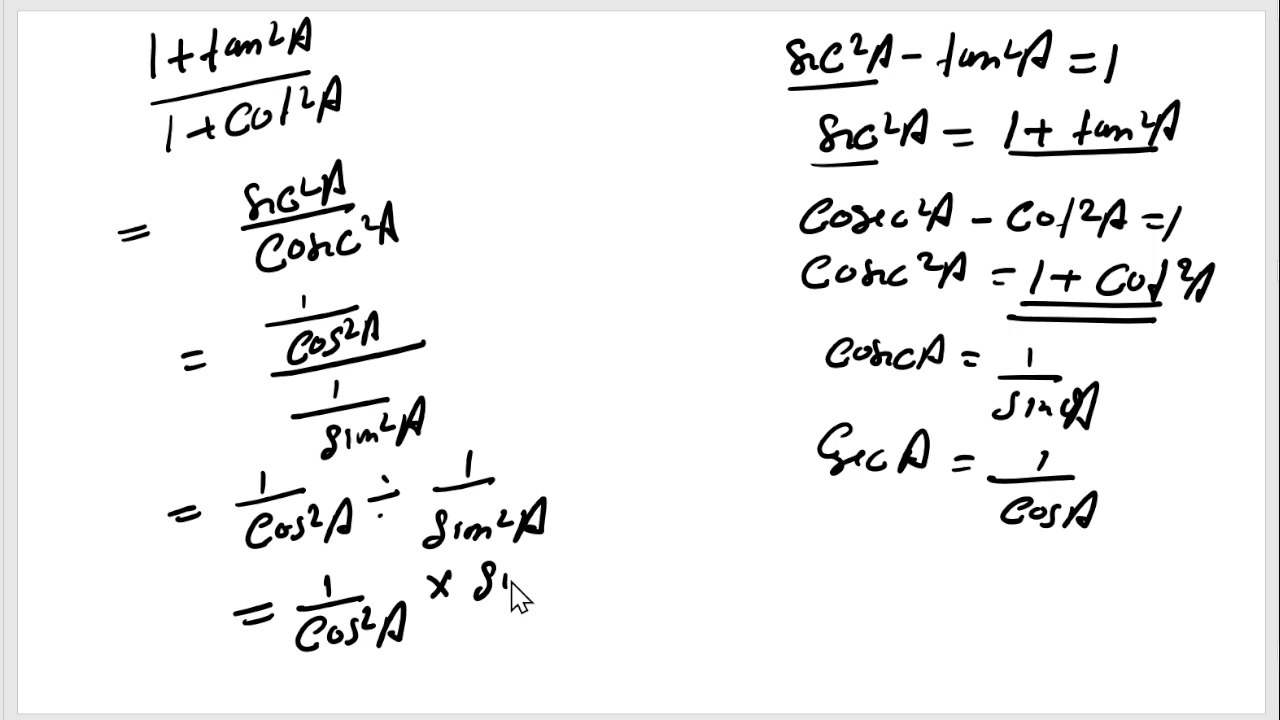 1 + tan²A
1 + Cot²A
= Sec²A
Cosec²A
= 1
Cos²A
1
Sin²A
= 1/Cos²A ÷ 1/Sin²A
= 1/Cos²A × Si
Sec²A - tan²A = 1
Sec²A = 1 + tan²A
Cosec²A - Cot²A = 1
Cosec²A = 1 + Cot²A
CosecA = 1/SinA
SecA = 1/CosA